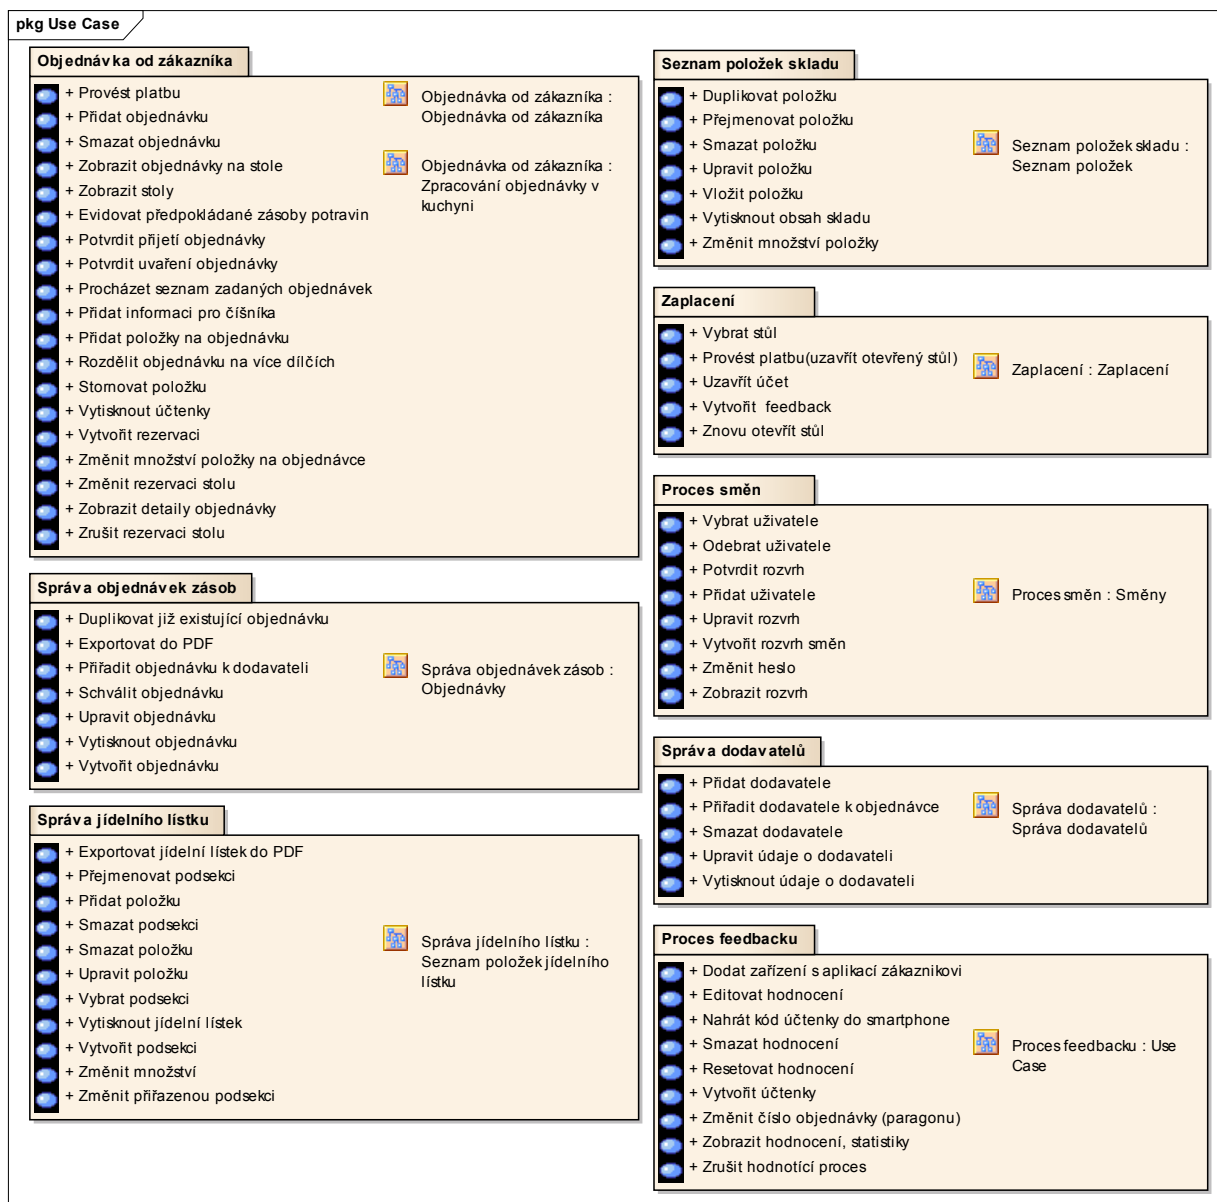 pkg Use Case
Objednávka od zákazníka
+ Provést platbu
+ Přidat objednávku
+ Smazat objednávku
+ Zobrazit objednávky na stole
+ Zobrazit stoly
+ Evidovat předpokládané zásoby potravin
+ Potvrdit přijetí objednávky
+ Potvrdit uvaření objednávky
+ Procházet seznam zadaných objednávek
+ Přidat informaci pro číšníka
+ Přidat položky na objednávku
+ Rozdělit objednávku na více dílčích
+ Stornovat položku
+ Vytisknout účtenky
+ Vytvořit rezervaci
+ Změnit množství položky na objednávce
+ Změnit rezervaci stolu
+ Zobrazit detaily objednávky
+ Zrušit rezervaci stolu
Objednávka od zákazníka :
Objednávka od zákazníka
Objednávka od zákazníka :
Zpracování objednávky v
kuchyni
Správa objednávek zásob
+ Duplikovat již existující objednávku
+ Exportovat do PDF
+ Přiřadit objednávku k dodavateli
+ Schválit objednávku
+ Upravit objednávku
+ Vytisknout objednávku
+ Vytvořit objednávku
Správa objednávek zásob :
Objednávky
Správa jídelního lístku
+ Exportovat jídelní lístek do PDF
+ Přejmenovat podsekci
+ Přidat položku
+ Smazat podsekci
+ Smazat položku
+ Upravit položku
+ Vybrat podsekci
+ Vytisknout jídelní lístek
+ Vytvořit podsekci
+ Změnit množství
+ Změnit přiřazenou podsekci
Správa jídelního lístku :
Seznam položek jídelního
lístku
Seznam položek skladu
+ Duplikovat položku
+ Přejmenovat položku
+ Smazat položku
+ Upravit položku
+ Vložit položku
+ Vytisknout obsah skladu
+ Změnit množství položky
Seznam položek skladu :
Seznam položek
Zaplacení
+ Vybrat stůl
+ Provést platbu(uzavřít otevřený stůl)
+ Uzavřít účet
+ Vytvořit feedback
+ Znovu otevřít stůl
Zaplacení : Zaplacení
Proces směn
+ Vybrat uživatele
+ Odebrat uživatele
+ Potvrdit rozvrh
+ Přidat uživatele
+ Upravit rozvrh
+ Vytvořit rozvrh směn
+ Změnit heslo
+ Zobrazit rozvrh
Proces směn : Směny
Správa dodavatelů
+ Přidat dodavatele
+ Přiřadit dodavatele k objednávce
+ Smazat dodavatele
+ Upravit údaje o dodavateli
+ Vytisknout údaje o dodavateli
Správa dodavatelů :
Správa dodavatelů
Proces feedbacku
+ Dodat zařízení s aplikací zákaznikovi
+ Editovat hodnocení
+ Nahrát kód účtenky do smartphone
+ Smazat hodnocení
+ Resetovat hodnocení
+ Vytvořit účtenky
+ Změnit číslo objednávky (paragonu)
+ Zobrazit hodnocení, statistiky
+ Zrušit hodnotící proces
Proces feedbacku : Use
Case